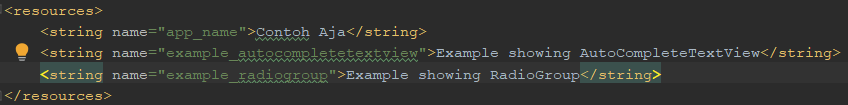 <resources>
<string name="app_name">Contoh Aja</string>
<string name="example_autocompletetextview">Example showing AutoCompleteTextView</string>
<string name="example_radiogroup">Example showing RadioGroup</string>
</resources>